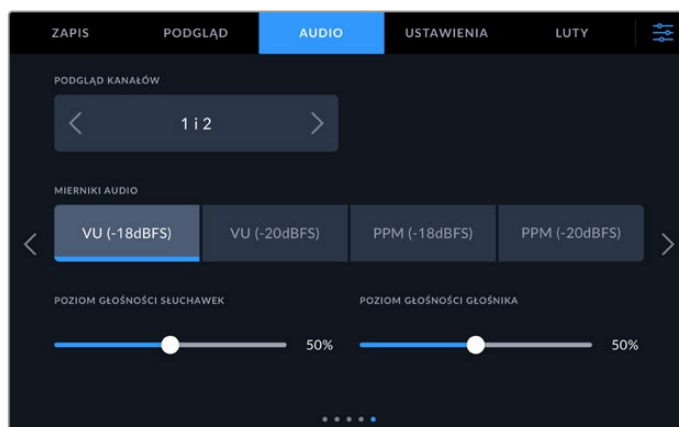 ZAPIS PODGLĄD AUDIO USTAWIENIA LUTY
PODGLĄD KANAŁÓW
1 i 2
MIERNIKI AUDIO
VU (-18dBFS) VU (-20dBFS) PPM (-18dBFS) PPM (-20dBFS)
POZIOM GŁOŚNOŚCI SŁUCHAWEK POZIOM GŁOŚNOŚCI GŁOŚNIKA
50% 50%